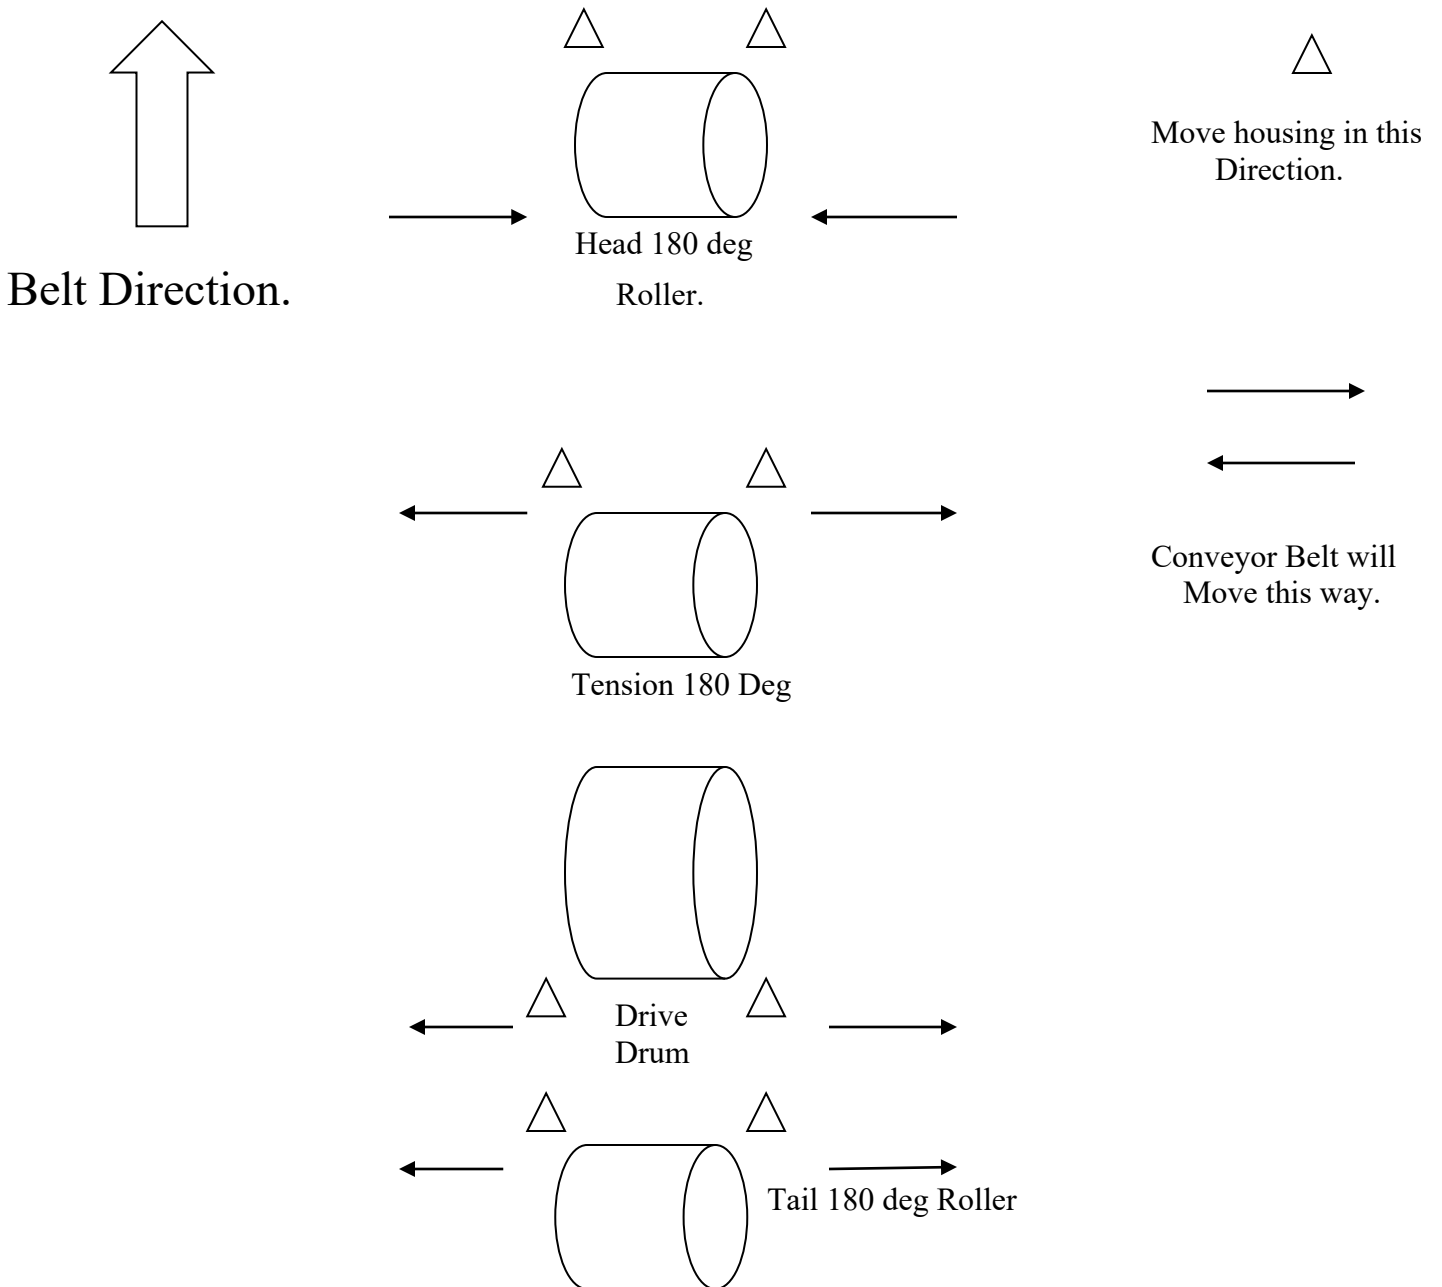 Move housing in this
Direction.
Head 180 deg
Roller.
Belt Direction.
Conveyor Belt will
Move this way.
Tension 180 Deg
Drive
Drum
Tail 180 deg Roller